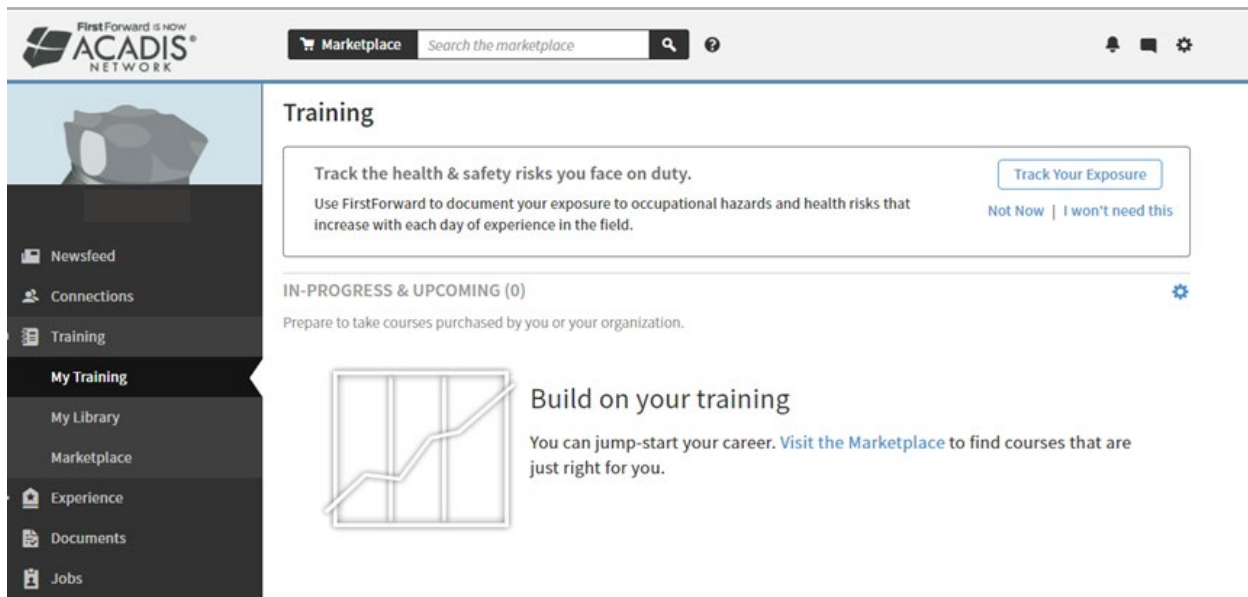 FirstForward IS NOW
ACADIS®
NETWORK
Marketplace
Search the marketplace
Training
Track the health & safety risks you face on duty.
Track Your Exposure
Use FirstForward to document your exposure to occupational hazards and health risks that
increase with each day of experience in the field.
Not Now | I won't need this
Newsfeed
Connections
Training
My Training
My Library
Marketplace
Experience
Documents
Jobs
IN-PROGRESS & UPCOMING (0)
Prepare to take courses purchased by you or your organization.
Build on your training
You can jump-start your career. Visit the Marketplace to find courses that are
just right for you.